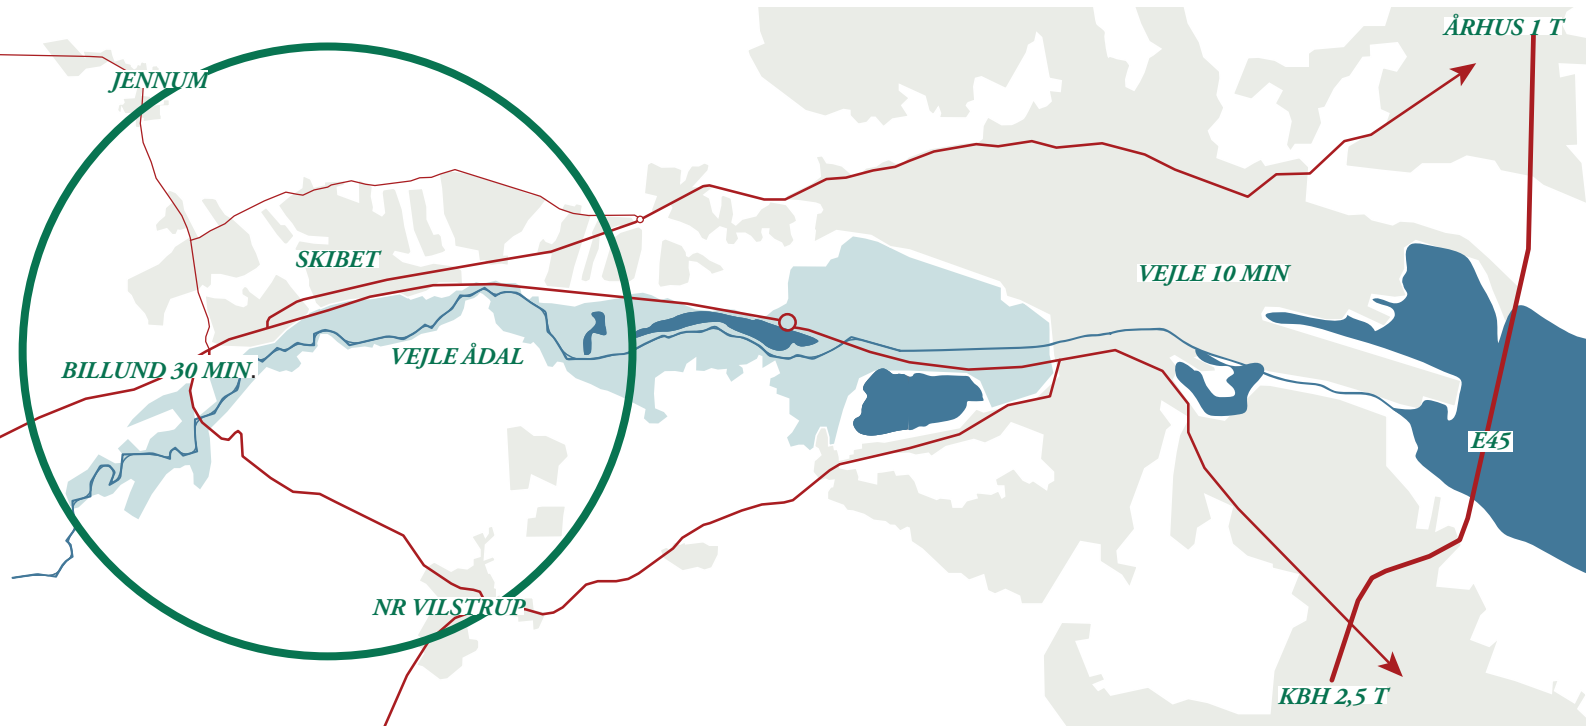 ÅRHUS 1 T
JENNUM
SKIBET
VEJLE 10 MIN
VEJLE ÅDAL
BILLUND 30 MIN.
E45
NR VILSTRUP
KBH 2,5 T